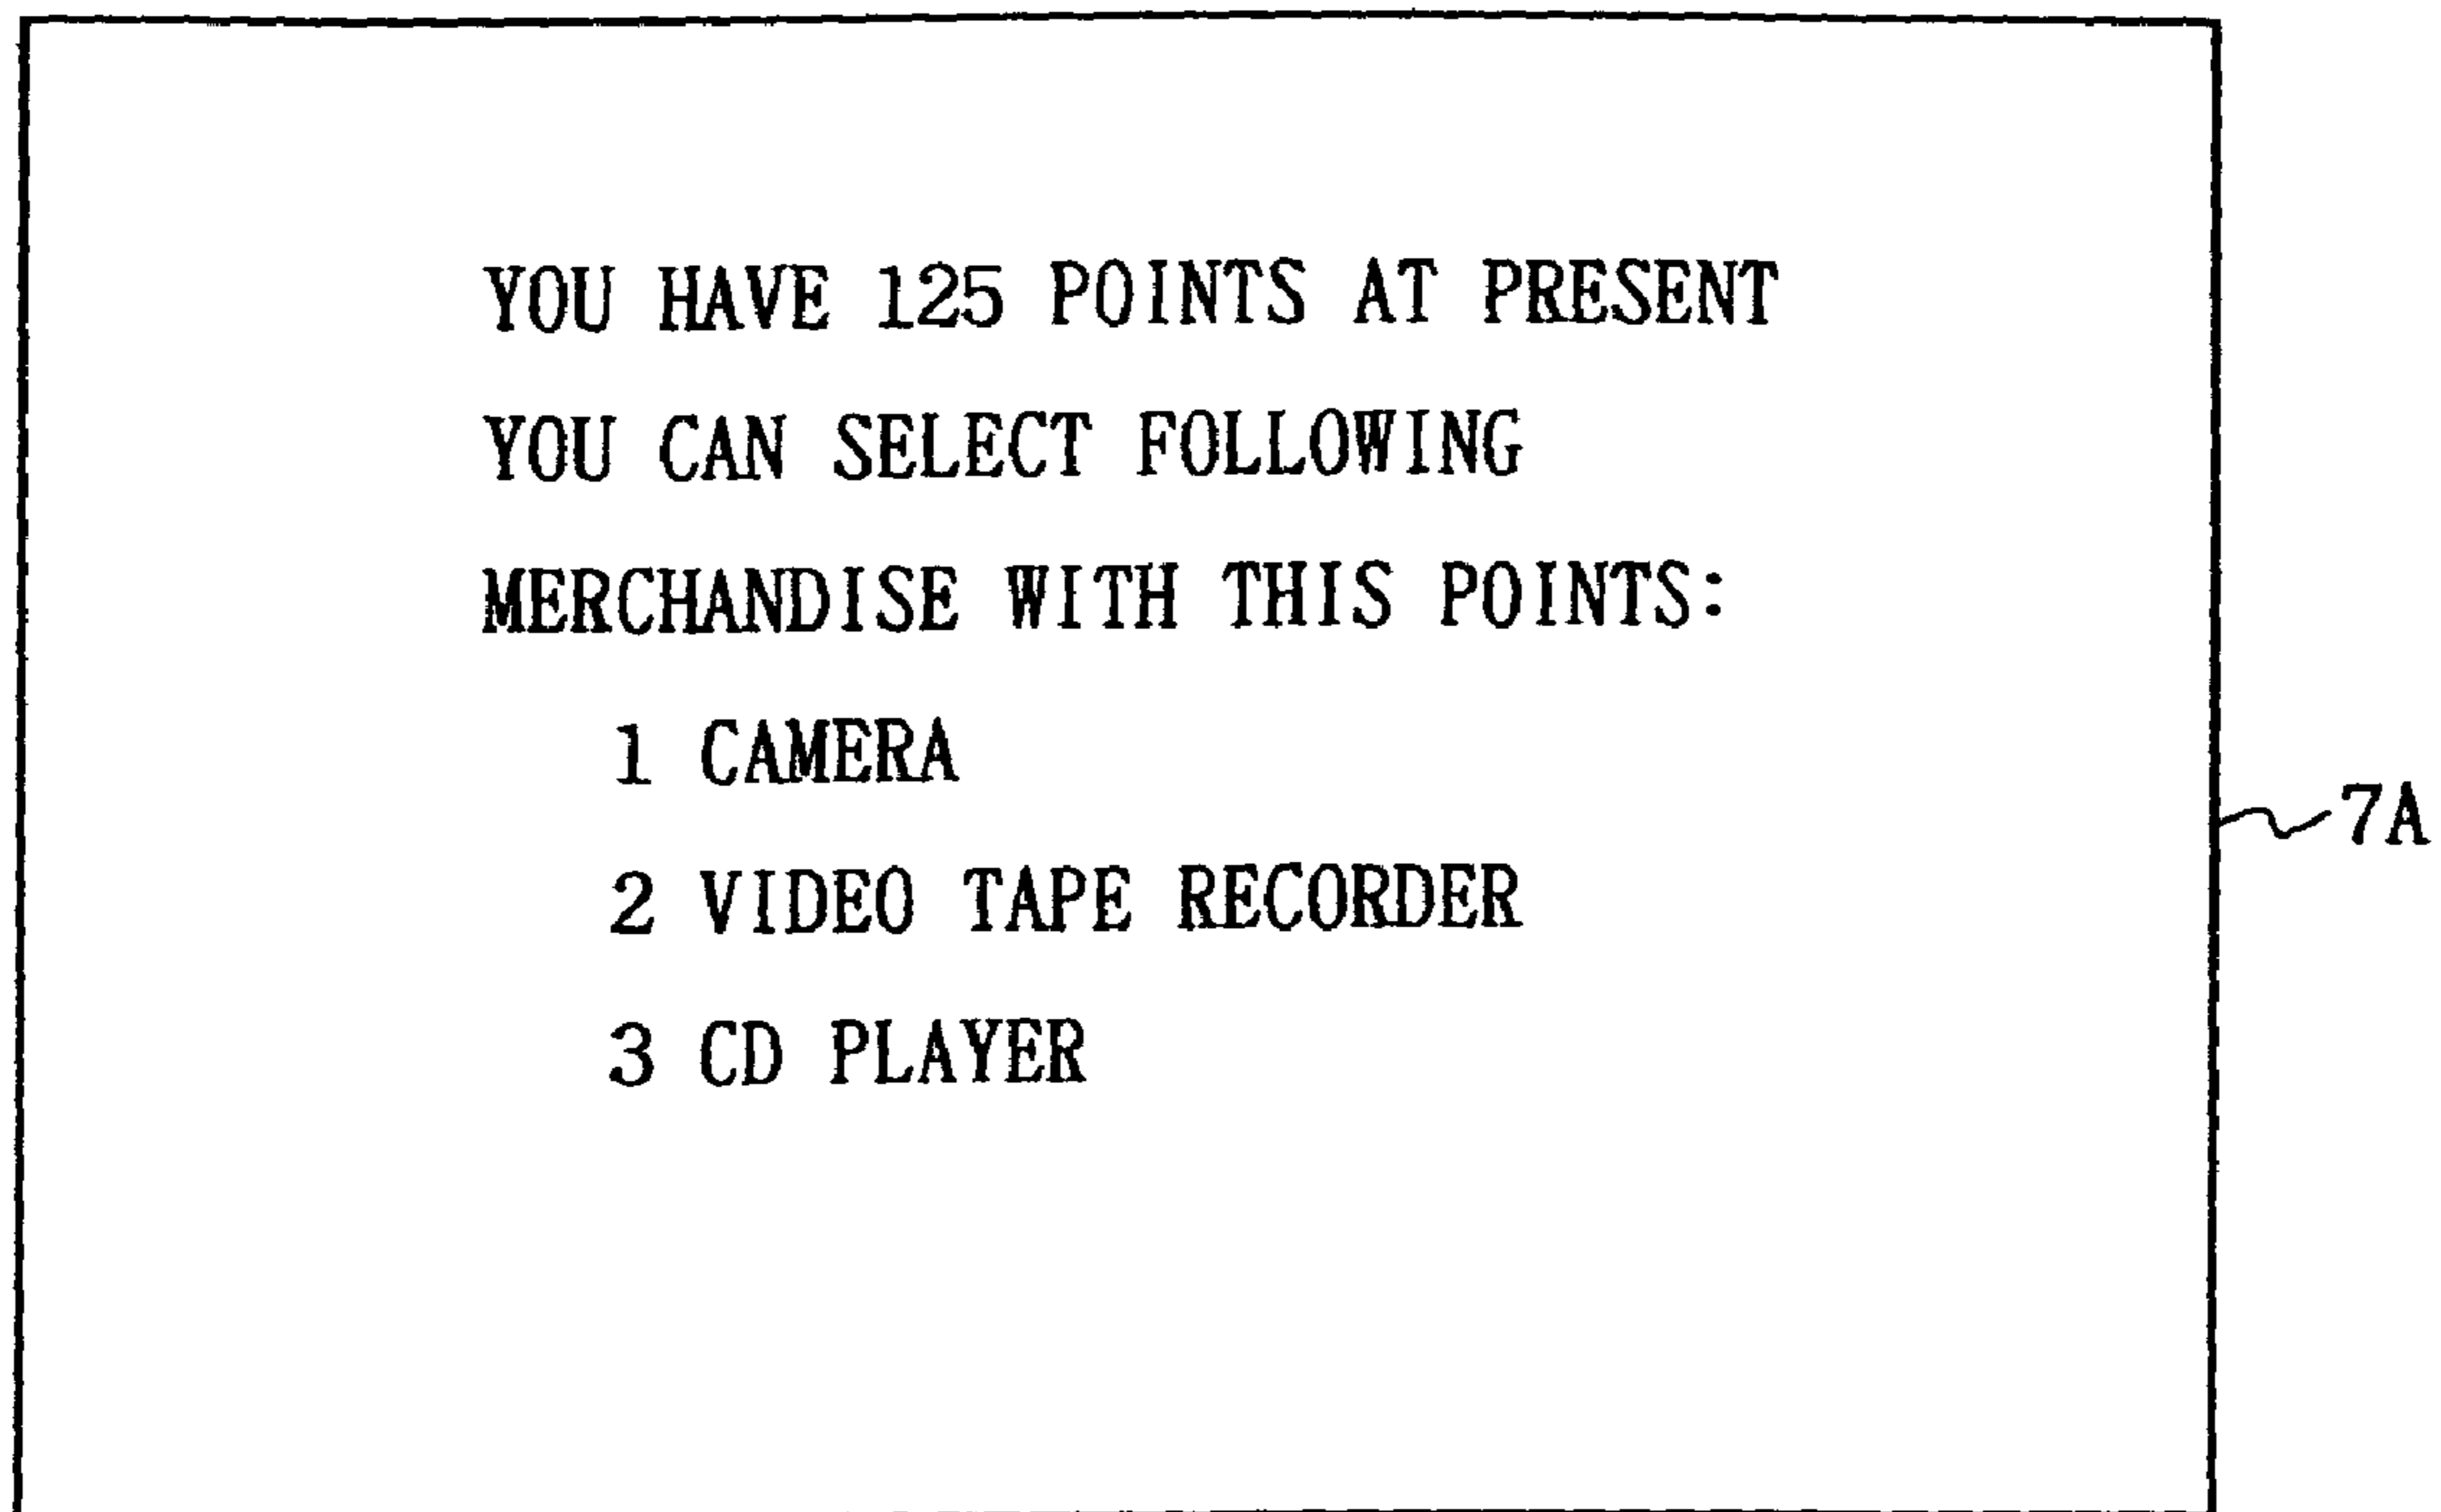 YOU HAVE 125 POINTS AT PRESENT
YOU CAN SELECT FOLLOWING
MERCHANDISE WITH THIS POINTS:
1 CAMERA
2 VIDEO TAPE RECORDER
3 CD PLAYER
7A